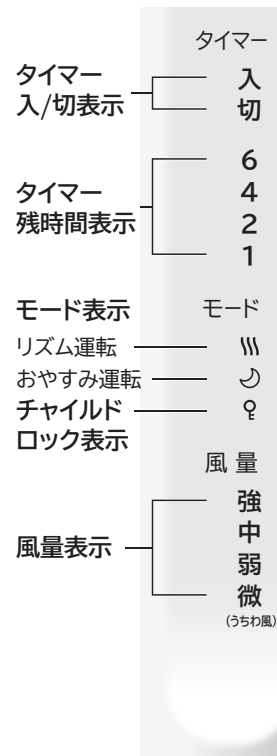 タイマー
タイマー
入/切表示
入
切
タイマー
残時間表示
6
4
2
1
モード表示
モード
リズム運転
おやすみ運転
チャイルド
ロック表示
風量
風量表示
強
中
弱
微
(うちわ風)